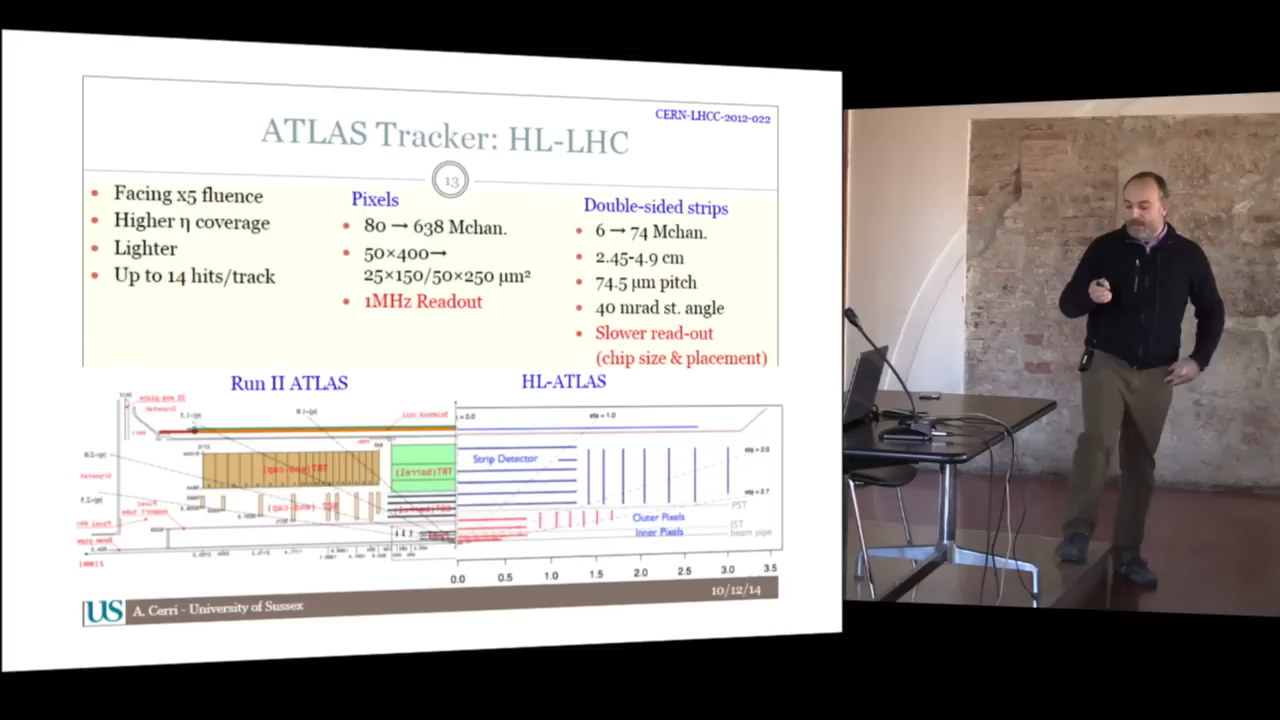 CERN-LHCC-2012-022
ATLAS Tracker: HL-LHC
13
• Facing x5 fluence
• Higher η coverage
• Lighter
• Up to 14 hits/track
Pixels
• 80 → 638 Mchan.
• 50×400→
25×150/50×250 μm²
• 1MHz Readout
Double-sided strips
• 6 → 74 Mchan.
• 2.45-4.9 cm
• 74.5 μm pitch
• 40 mrad st. angle
• Slower read-out
(chip size & placement)
Run II ATLAS
HL-ATLAS
TRT(end-cap)
TRT(barrel)
= 0.0
eta = 1.0
eta = 2.0
eta = 2.7
Strip Detector
PST
Outer Pixels
IST
Inner Pixels
beam pipe
0.0 0.5 1.0 1.5 2.0 2.5 3.0 3.5
10/12/14
US
A. Cerri - University of Sussex